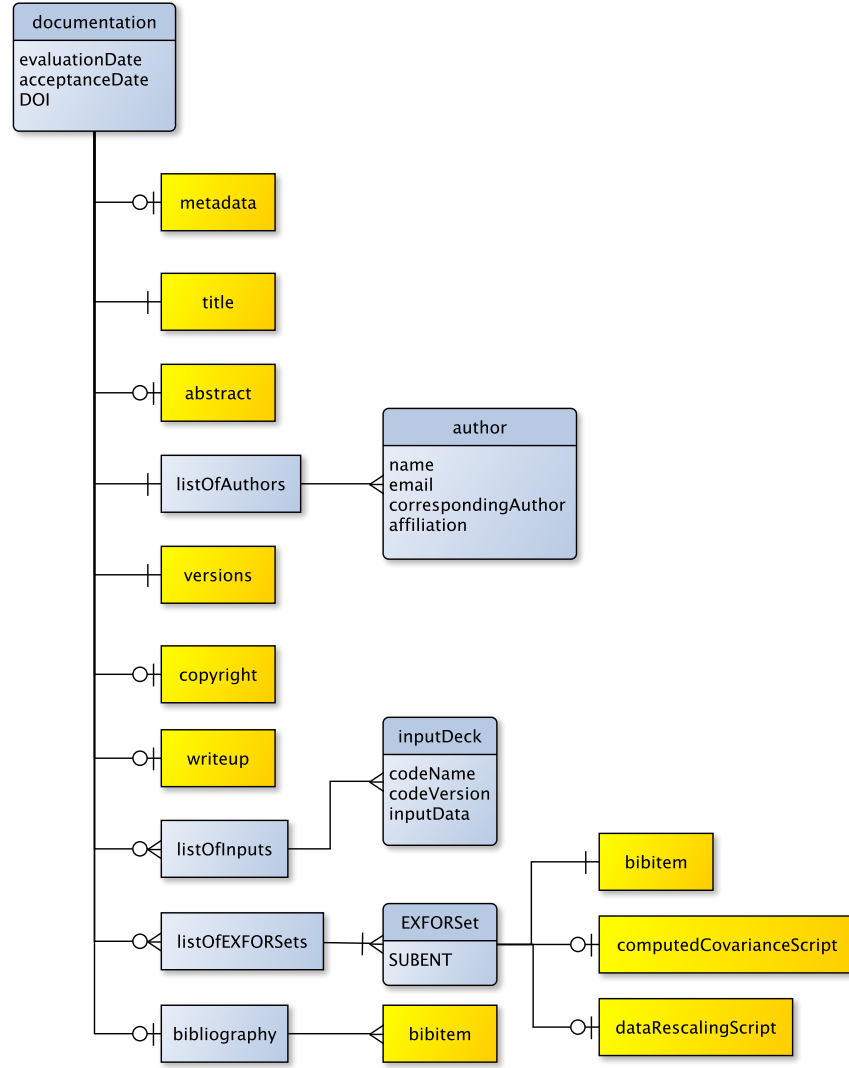 documentation
evaluationDate
acceptanceDate
DOI
metadata
title
abstract
listOfAuthors
author
name
email
correspondingAuthor
affiliation
versions
copyright
writeup
listOfInputs
inputDeck
codeName
codeVersion
inputData
listOfEXFORSets
EXFORSet
SUBENT
bibitem
computedCovarianceScript
dataRescalingScript
bibliography
bibitem